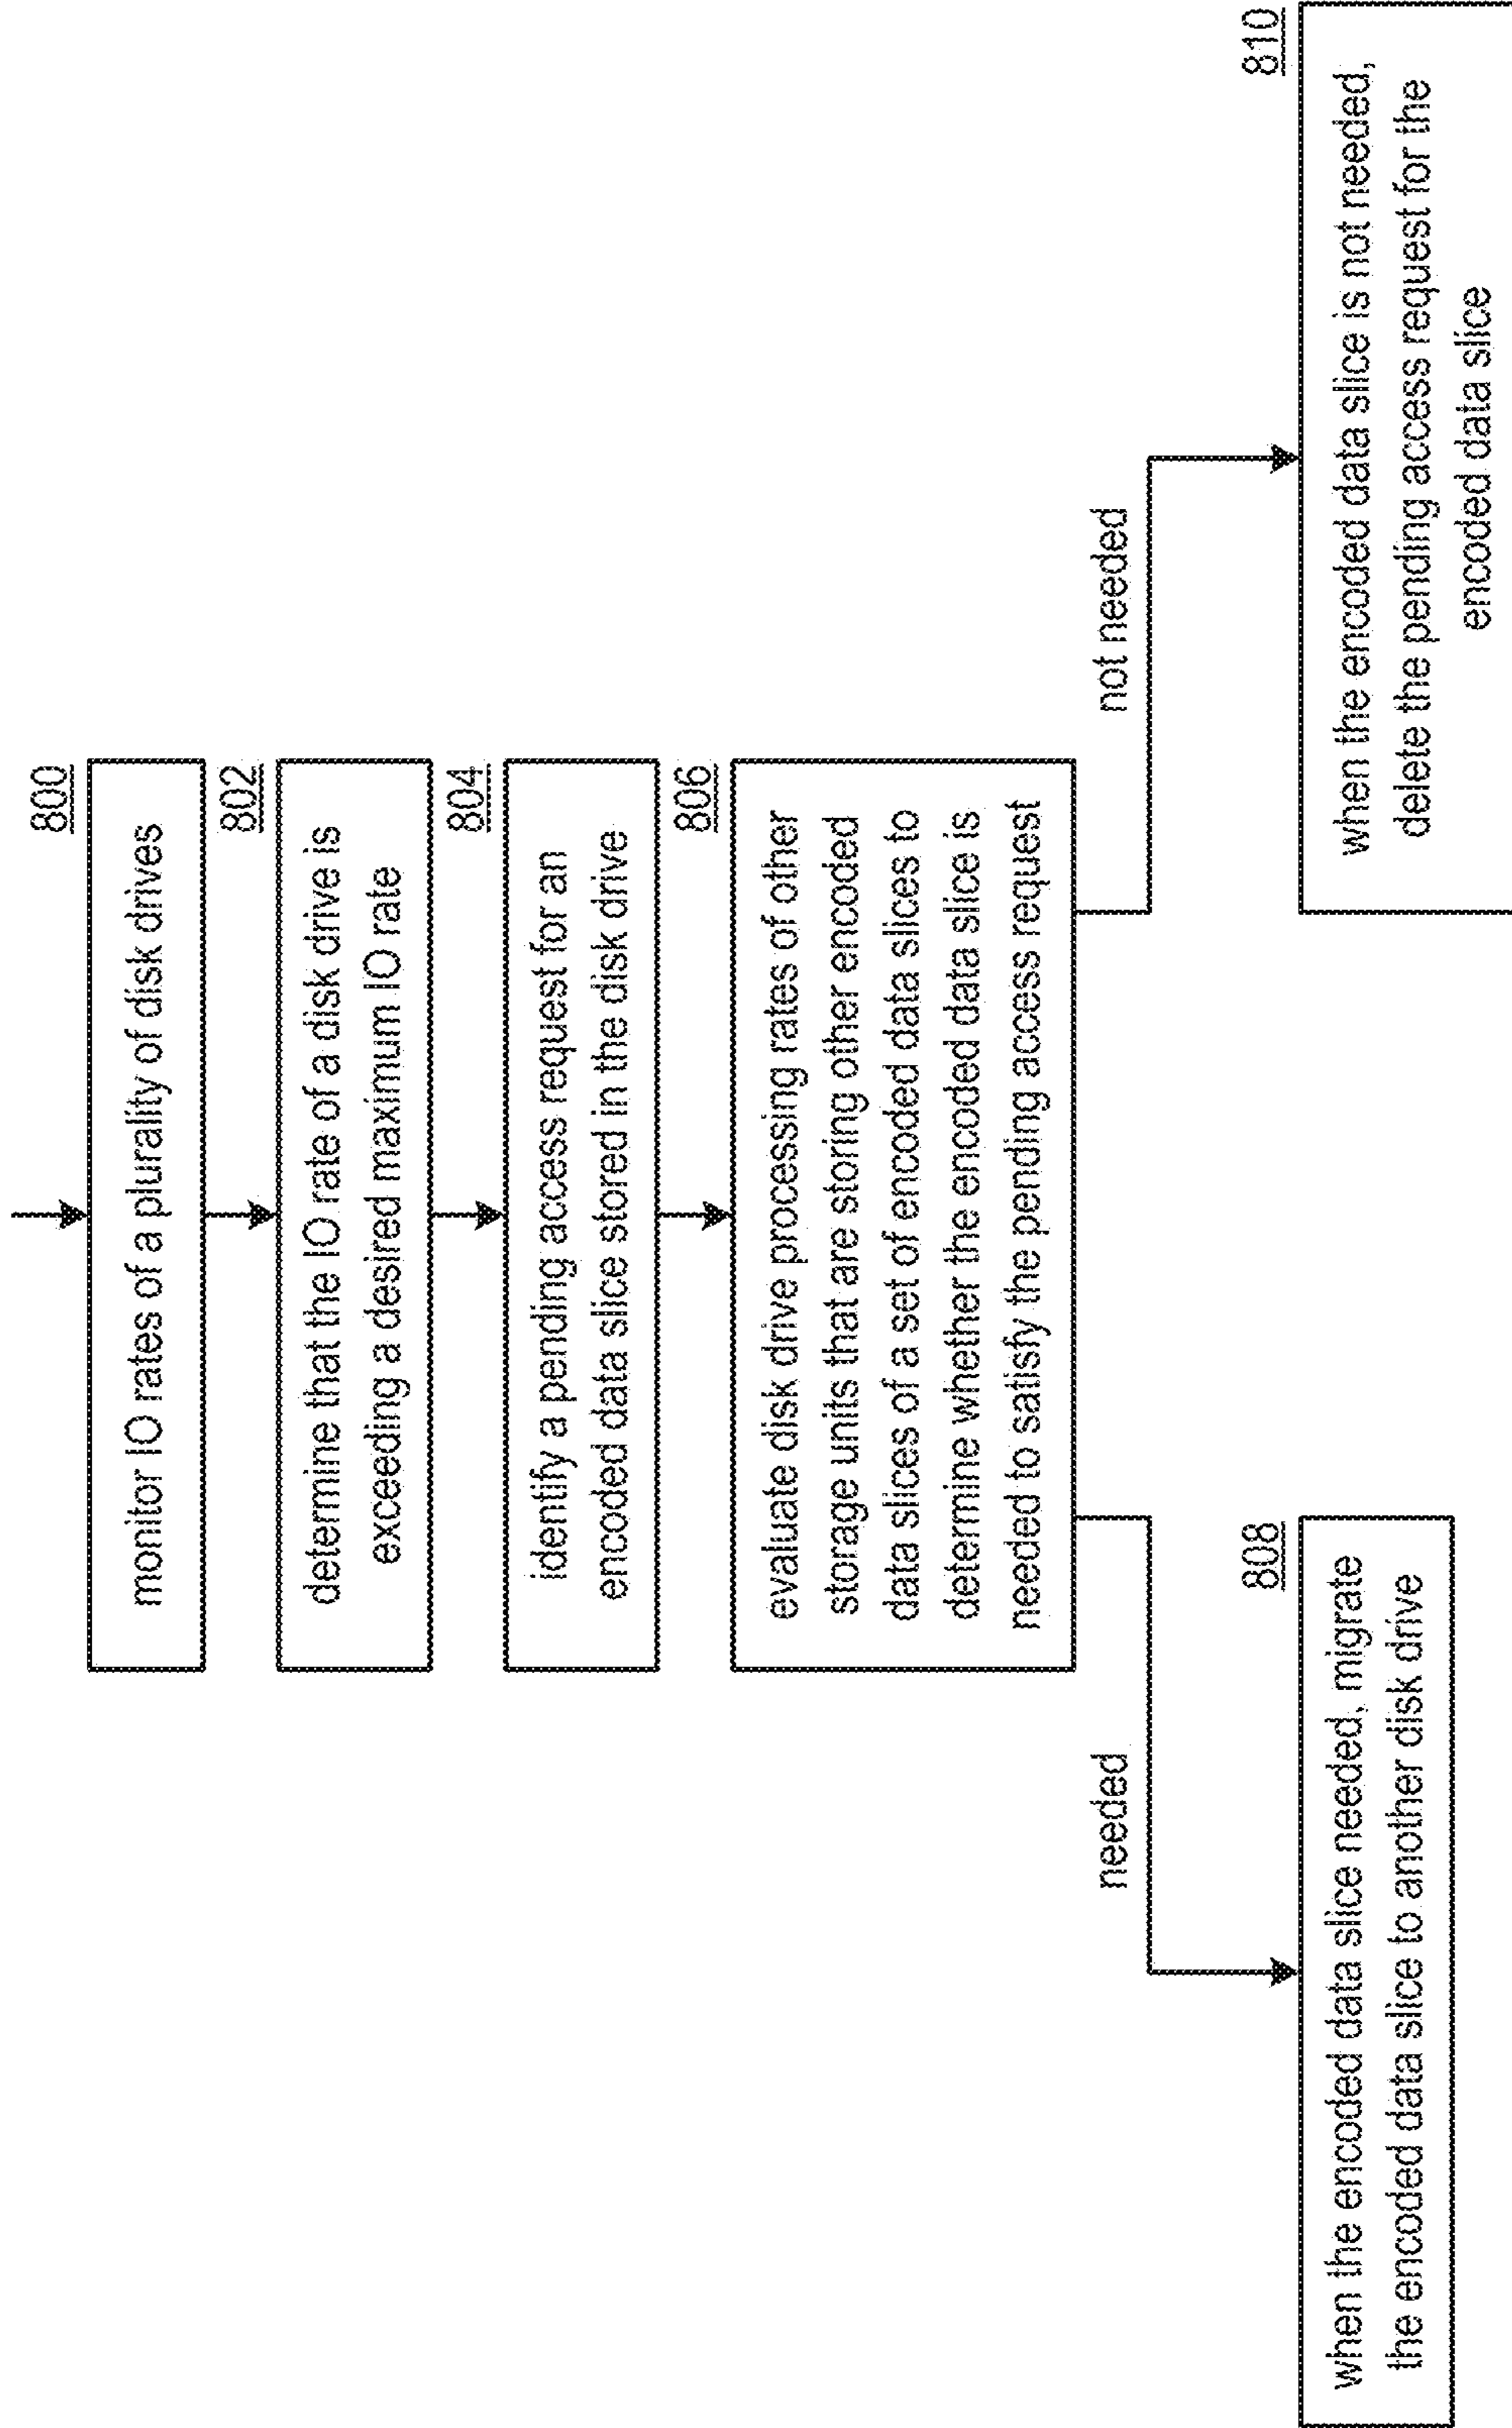 800
monitor IO rates of a plurality of disk drives
802
determine that the IO rate of a disk drive is
exceeding a desired maximum IO rate
804
identify a pending access request for an
encoded data slice stored in the disk drive
806
evaluate disk drive processing rates of other
storage units that are storing other encoded
data slices of a set of encoded data slices to
determine whether the encoded data slice is
needed to satisfy the pending access request
needed
not needed
808
when the encoded data slice needed, migrate
the encoded data slice to another disk drive
810
when the encoded data slice is not needed,
delete the pending access request for the
encoded data slice